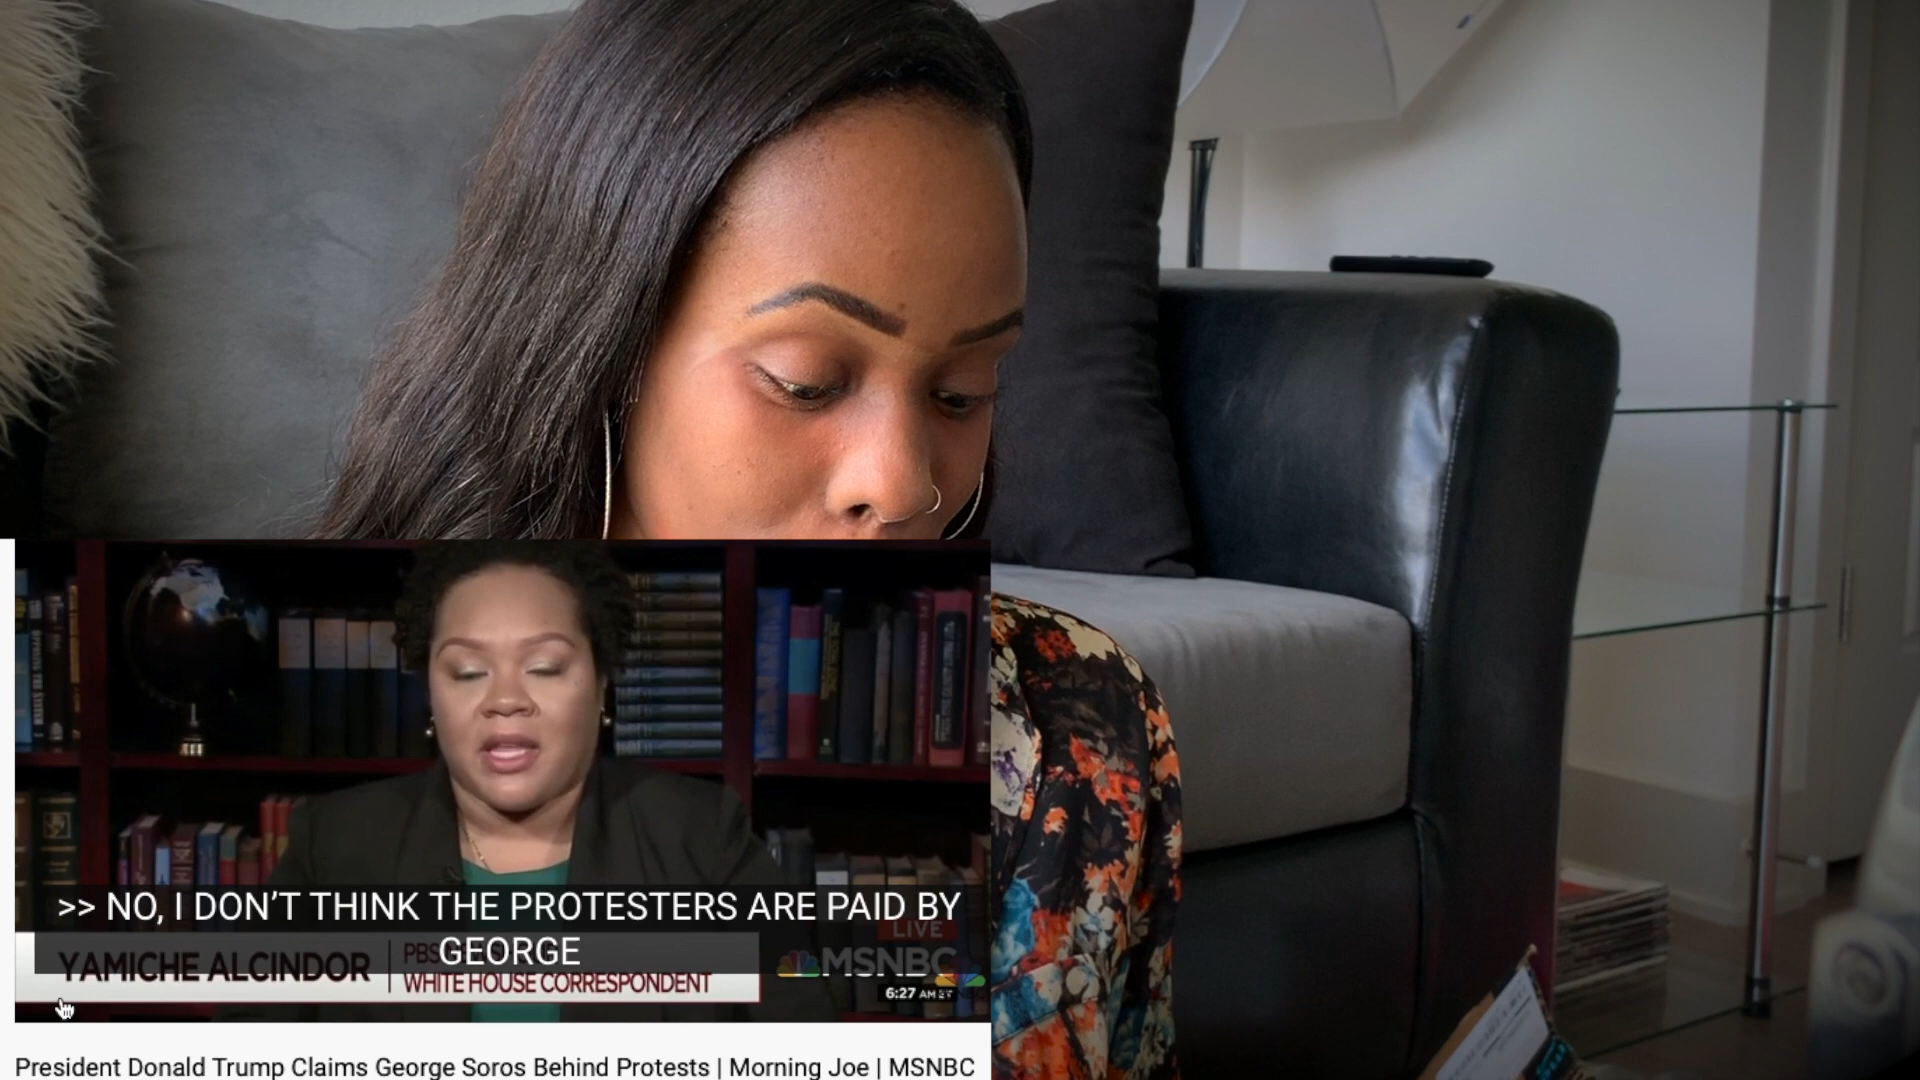 >> NO, I DON'T THINK THE PROTESTERS ARE PAID BY
GEORGE
LIVE
YAMICHE ALCINDOR
PBS
WHITE HOUSE CORRESPONDENT
MSNBC
6:27 AM ET
President Donald Trump Claims George Soros Behind Protests | Morning Joe | MSNBC